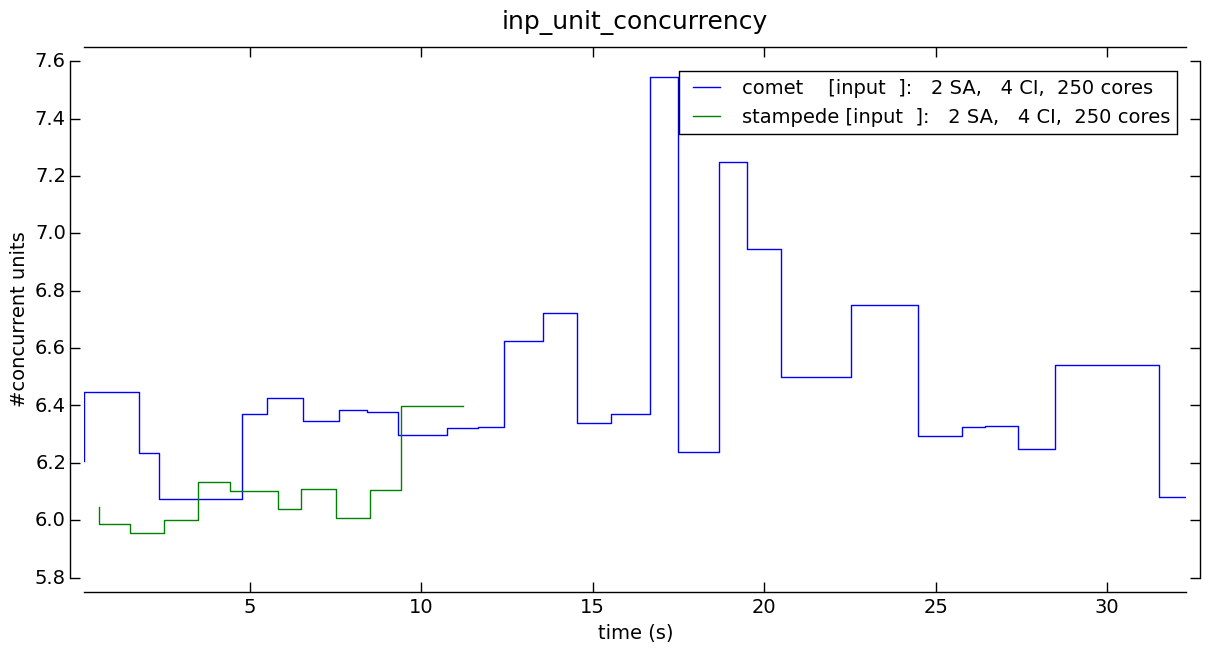 inp_unit_concurrency
7.6
7.4
7.2
7.0
6.8
6.6
6.4
6.2
6.0
5.8
#concurrent units
comet [input ]: 2 SA, 4 CI, 250 cores
stampede [input ]: 2 SA, 4 CI, 250 cores
5 10 15 20 25 30
time (s)